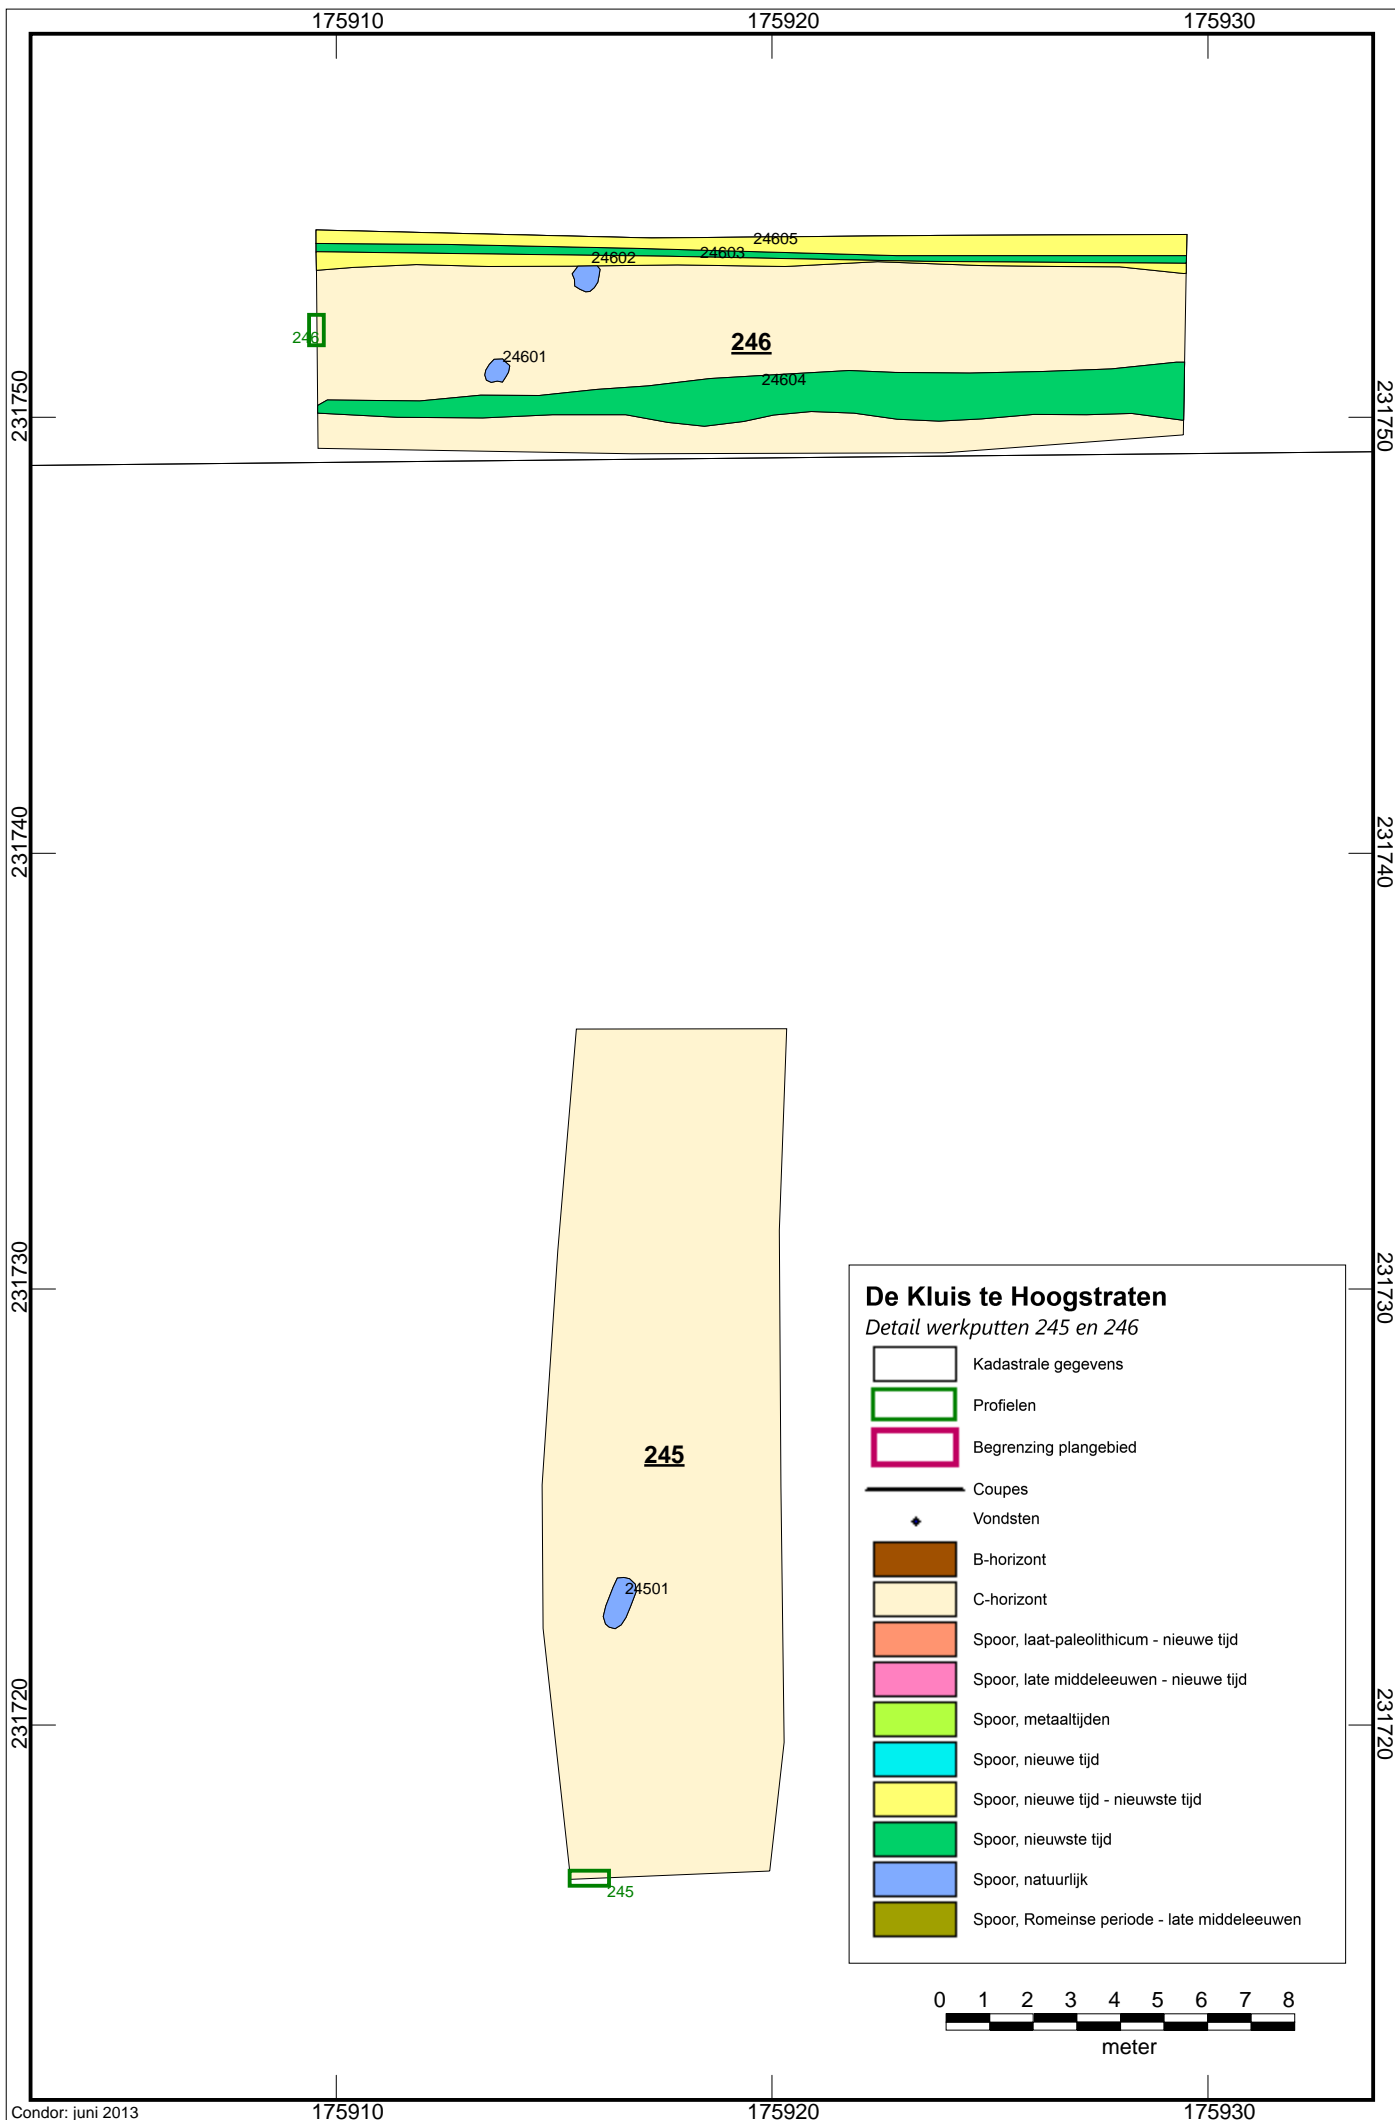 175910
175920
175930
24605
24603
24602
246
246
24601
24604
231750
231750
231740
231740
231730
231730
De Kluis te Hoogstraten
Detail werkputten 245 en 246
Kadastrale gegevens
Profielen
Begrenzing plangebied
245
Coupes
Vondsten
B-horizont
24501
C-horizont
Spoor, laat-paleolithicum - nieuwe tijd
Spoor, late middeleeuwen - nieuwe tijd
231720
Spoor, metaaltijden
231720
Spoor, nieuwe tijd
Spoor, nieuwe tijd - nieuwste tijd
Spoor, nieuwste tijd
Spoor, natuurlijk
245
Spoor, Romeinse periode - late middeleeuwen
0 1 2 3 4 5 6 7 8
meter
Condor: juni 2013
175910
175920
175930